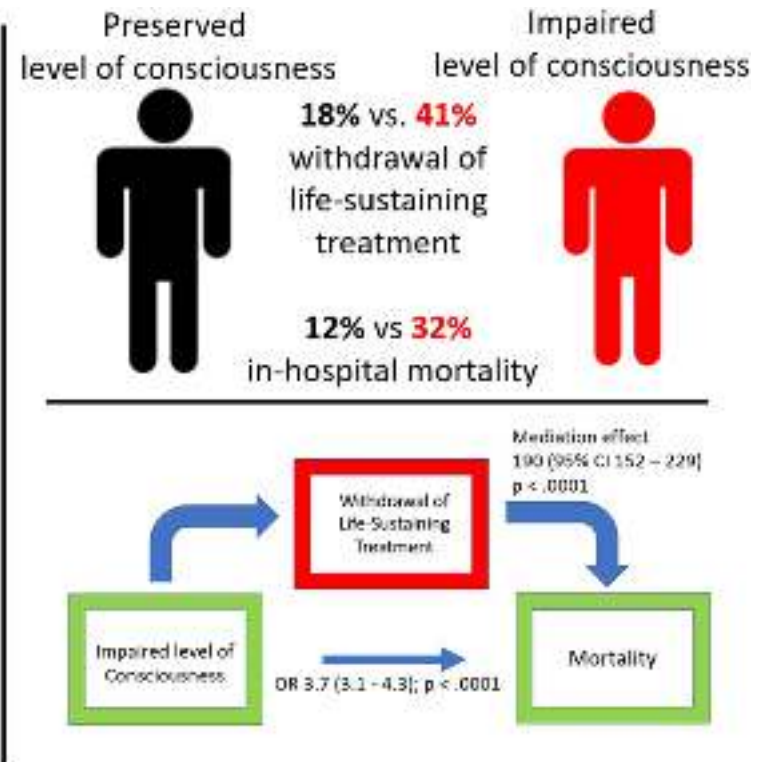 Preserved
level of consciousness
Impaired
level of consciousness
18% vs. 41%
withdrawal of
life-sustaining
treatment
12% vs 32%
in-hospital mortality
Mediation effect
190 (95% CI 152 – 229)
p < .0001
Withdrawal of
Life-Sustaining
Treatment
Impaired level of
Consciousness
OR 3.7 (3.1 - 4.3); p < .0001
Mortality